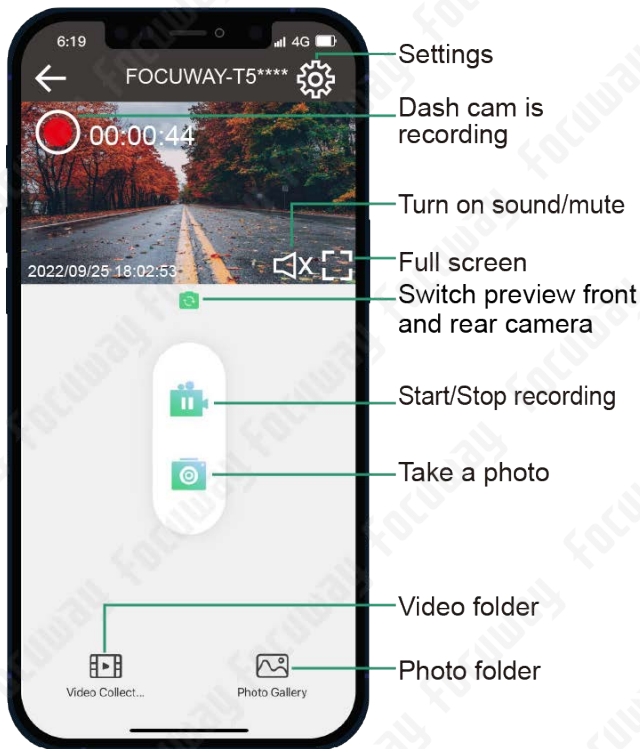 6:19
4G
FOCUWAY-T5****
Settings
00:00:44
Dash cam is
recording
Turn on sound/mute
2022/09/25 18:02:53
Full screen
Switch preview front
and rear camera
Start/Stop recording
Take a photo
Video folder
Photo folder
Video Collect...
Photo Gallery
Focuway